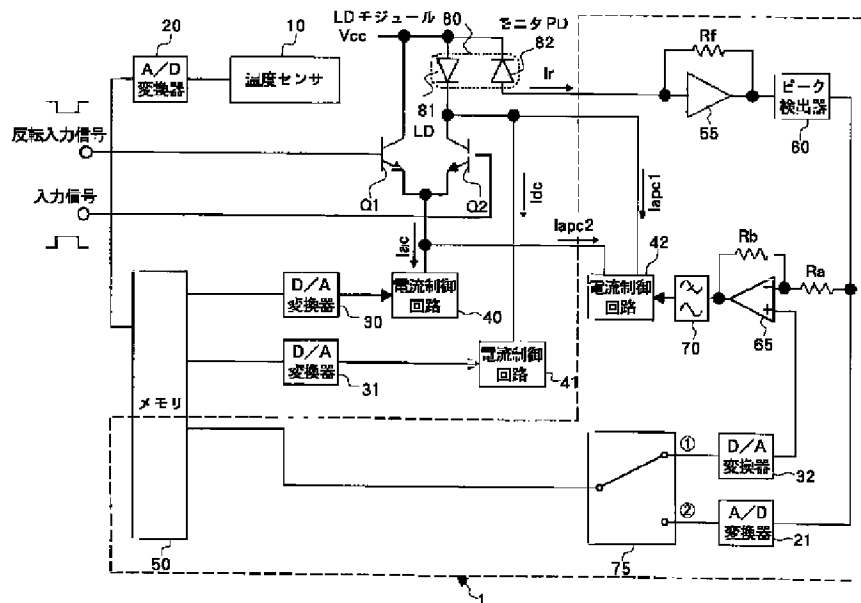 LDモジュール
80
モニタPD
20
10
Vcc
82
Rf
A/D
変換器
温度センサ
Ir
ピーク
検出器
81
LD
55
60
反転入力信号
Q1
Q2
Idc
Iapc1
入力信号
Iac
Iapc2
42
Rb
Ra
D/A
変換器
電流制御
回路
電流制御
回路
30
40
70
65
D/A
変換器
電流制御
回路
31
41
メモリ
①
D/A
変換器
32
②
A/D
変換器
50
75
21
1